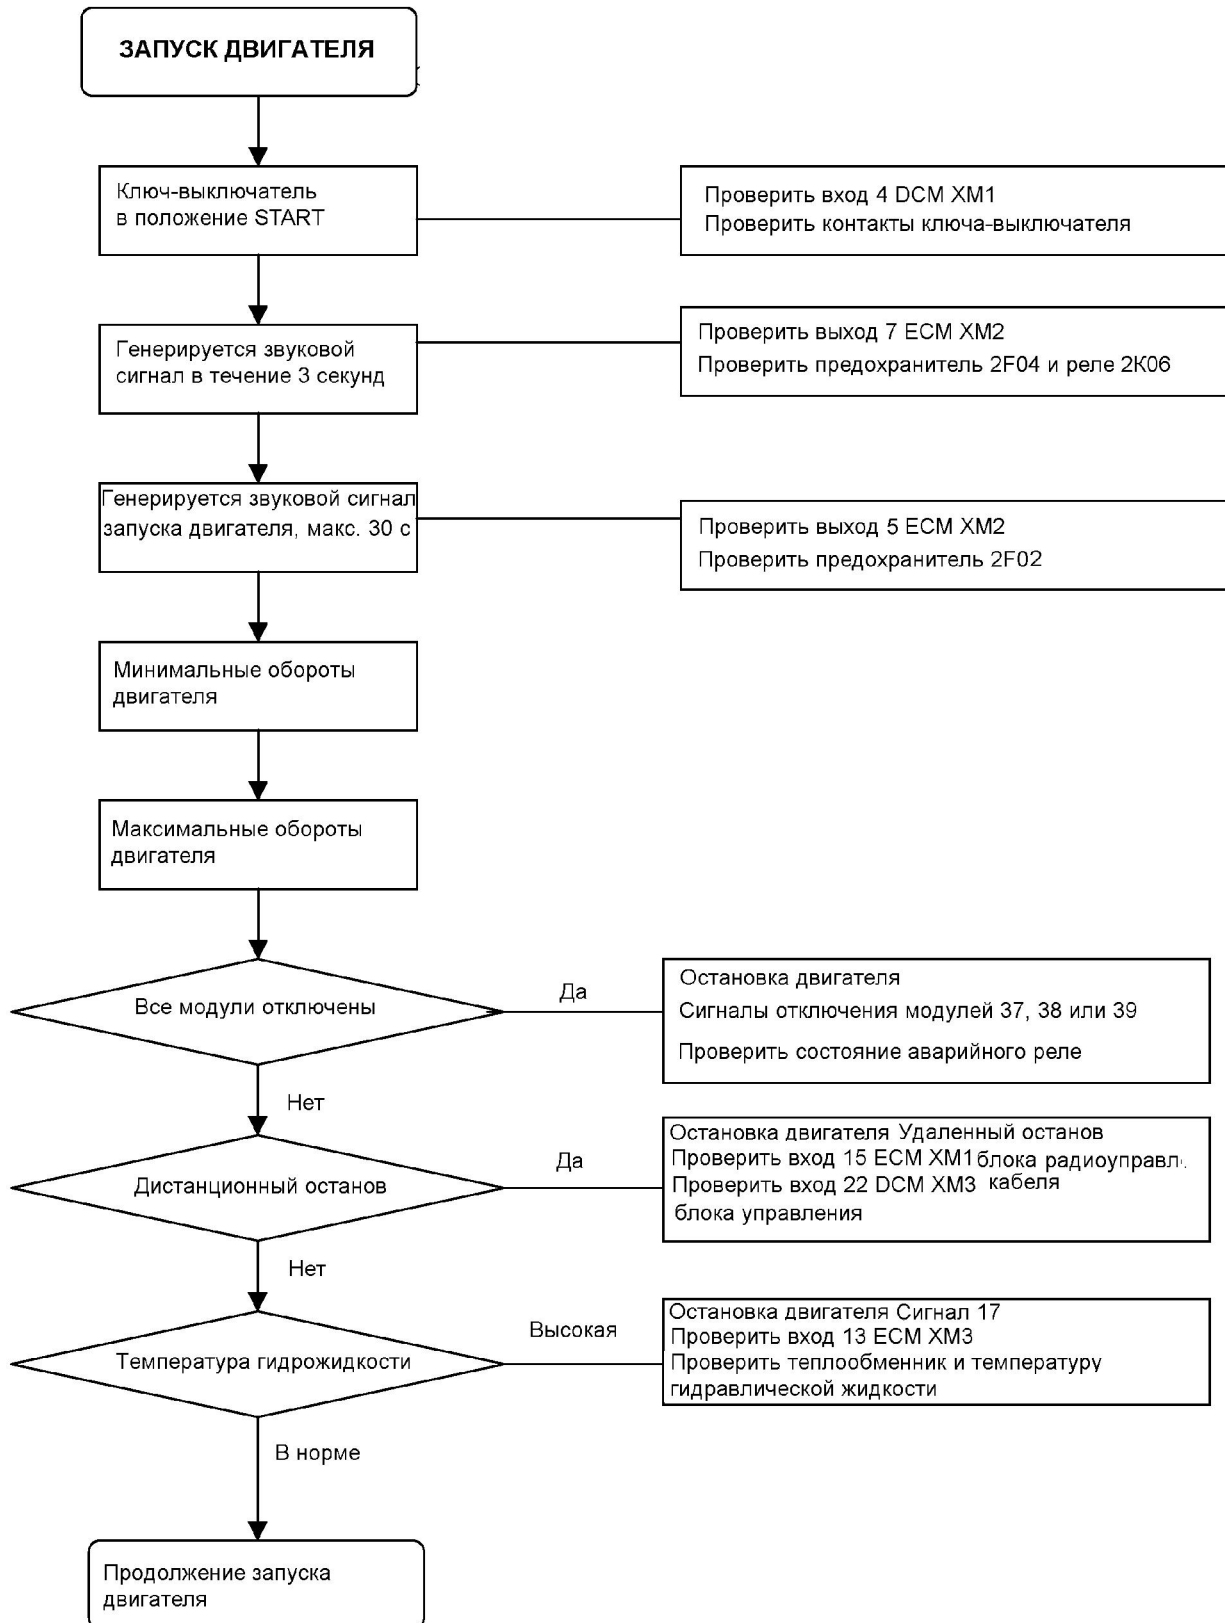 ЗАПУСК ДВИГАТЕЛЯ
Ключ-выключатель
в положение START
Проверить вход 4 DCM XM1
Проверить контакты ключа-выключателя
Генерируется звуковой
сигнал в течение 3 секунд
Проверить выход 7 ECM XM2
Проверить предохранитель 2F04 и реле 2K06
Генерируется звуковой сигнал
запуска двигателя, макс. 30 с
Проверить выход 5 ECM XM2
Проверить предохранитель 2F02
Минимальные обороты
двигателя
Максимальные обороты
двигателя
Все модули отключены
Да
Остановка двигателя
Сигналы отключения модулей 37, 38 или 39
Проверить состояние аварийного реле
Нет
Дистанционный останов
Да
Остановка двигателя Удаленный останов
Проверить вход 15 ECM XM1 блока радиоуправл.
Проверить вход 22 DCM XM3 кабеля
блока управления
Нет
Температура гидрожидкости
Высокая
Остановка двигателя Сигнал 17
Проверить вход 13 ECM XM3
Проверить теплообменник и температуру
гидравлической жидкости
В норме
Продолжение запуска
двигателя